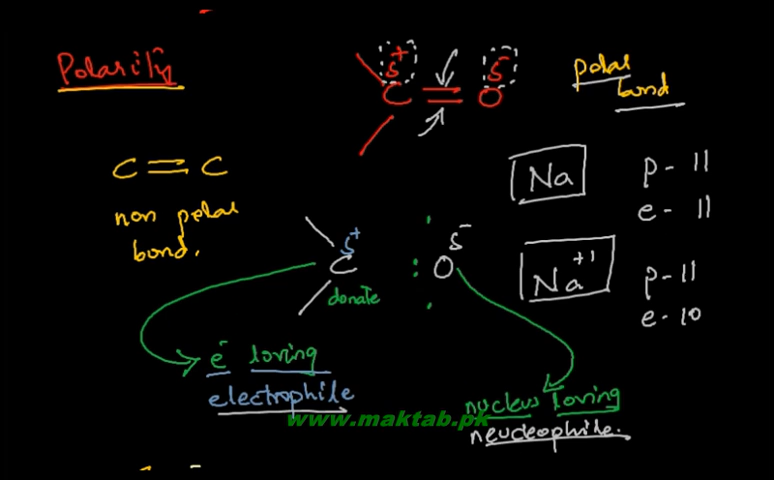 Polarity
δ+ δ-
C = O
polar
bond
C = C
non polar
bond.
Na
p - 11
e - 11
δ+ δ-
C : O
donate
Na+1
p - 11
e - 10
e- loving
electrophile
nucleus loving
neucleophile.
www.maktab.pk